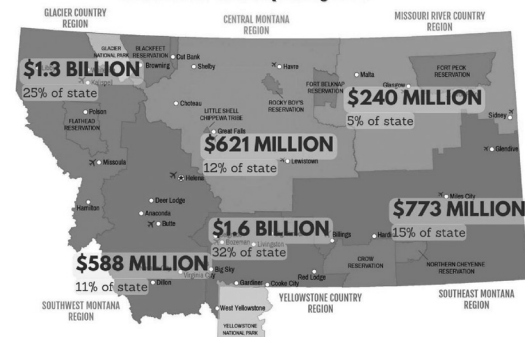 GLACIER COUNTRY
REGION
CENTRAL MONTANA
REGION
MISSOURI RIVER COUNTRY
REGION
GLACIER
NATIONAL PARK
BLACKFEET
RESERVATION
Browning
Cut Bank
Shelby
Havre
Malta
Glasgow
FORT PECK
RESERVATION
FORT BELKNAP
RESERVATION
$1.3 BILLION
25% of state
$240 MILLION
5% of state
Choteau
LITTLE SHELL
CHIPPEWA TRIBE
ROCKY BOY'S
RESERVATION
Polson
FLATHEAD
RESERVATION
Great Falls
Sidney
$621 MILLION
12% of state
Lewistown
Glendive
Missoula
Helena
Miles City
Hamilton
Deer Lodge
Anaconda
Butte
$1.6 BILLION
32% of state
Bozeman
Livingston
Billings
Hardin
$773 MILLION
15% of state
CROW
RESERVATION
NORTHERN CHEYENNE
RESERVATION
$588 MILLION
11% of state
Virginia City
Big Sky
Dillon
Gardiner
Cooke City
Red Lodge
SOUTHWEST MONTANA
REGION
West Yellowstone
YELLOWSTONE COUNTRY
REGION
SOUTHEAST MONTANA
REGION
YELLOWSTONE
NATIONAL PARK